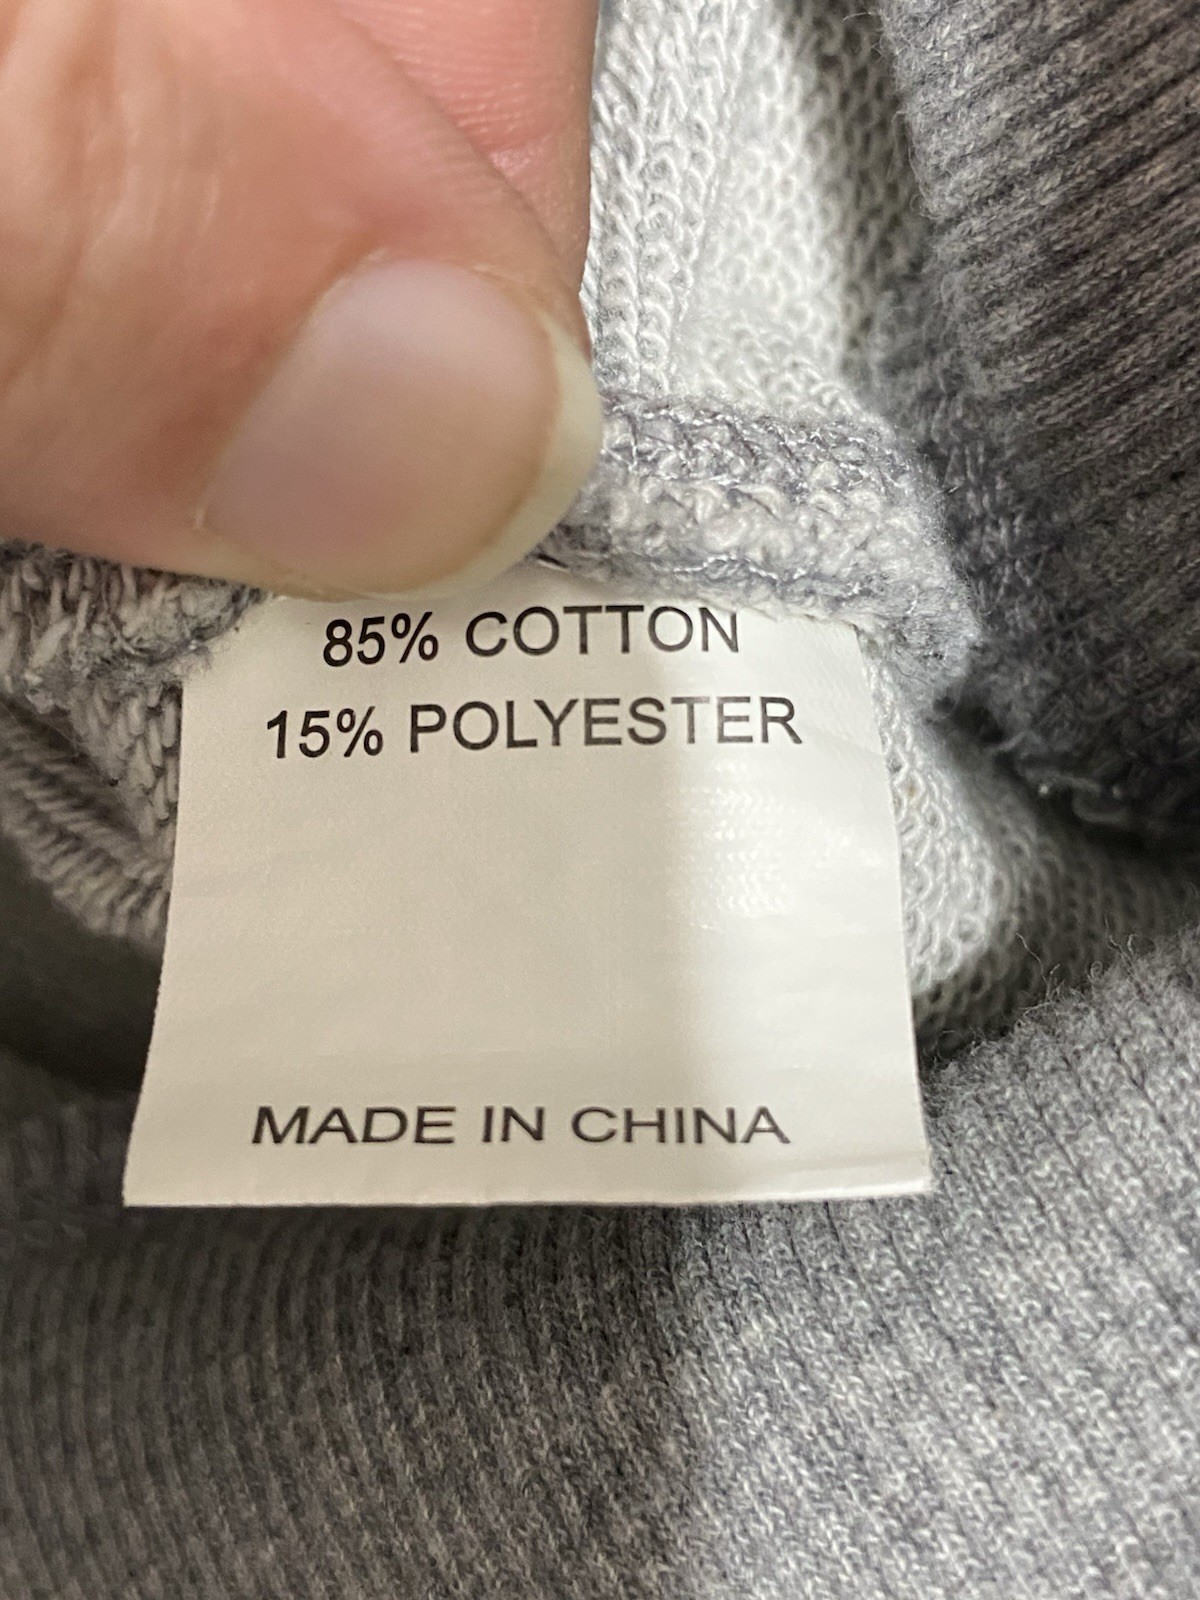 85% COTTON
15% POLYESTER
MADE IN CHINA